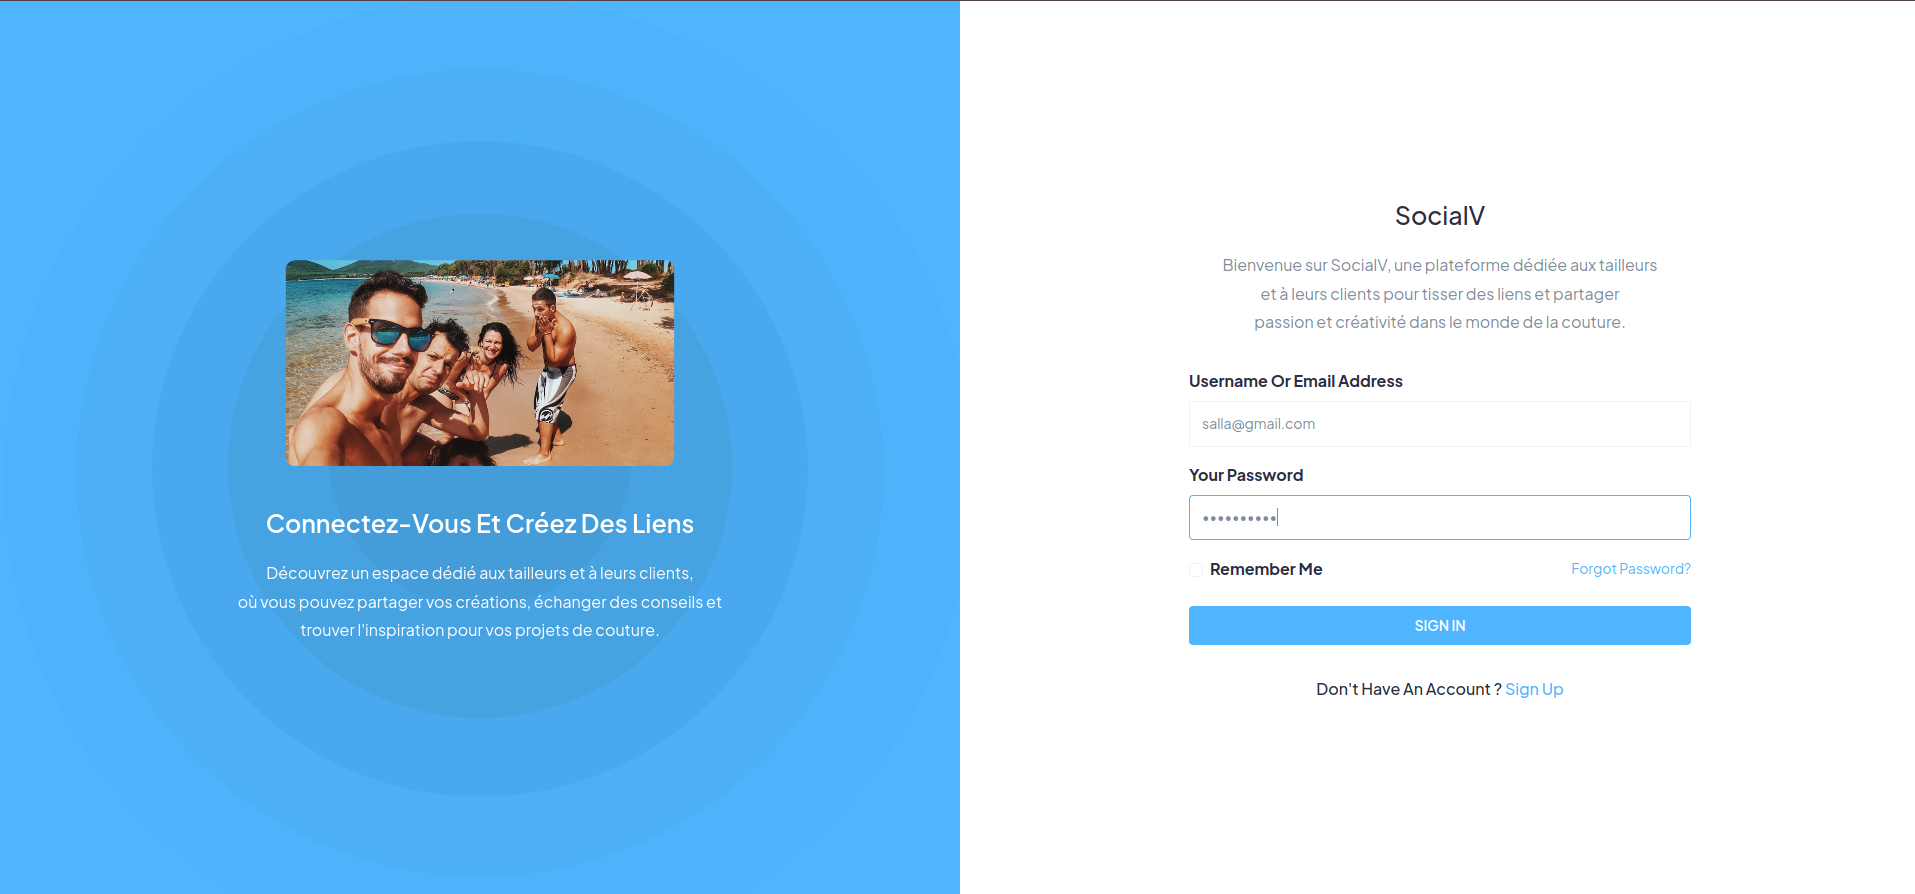 Connectez-Vous Et Créez Des Liens
Découvrez un espace dédié aux tailleurs et à leurs clients,
où vous pouvez partager vos créations, échanger des conseils et
trouver l'inspiration pour vos projets de couture.
SocialV
Bienvenue sur SocialV, une plateforme dédiée aux tailleurs
et à leurs clients pour tisser des liens et partager
passion et créativité dans le monde de la couture.
Username Or Email Address
salla@gmail.com
Your Password
••••••••••
Remember Me
Forgot Password?
SIGN IN
Don't Have An Account ? Sign Up